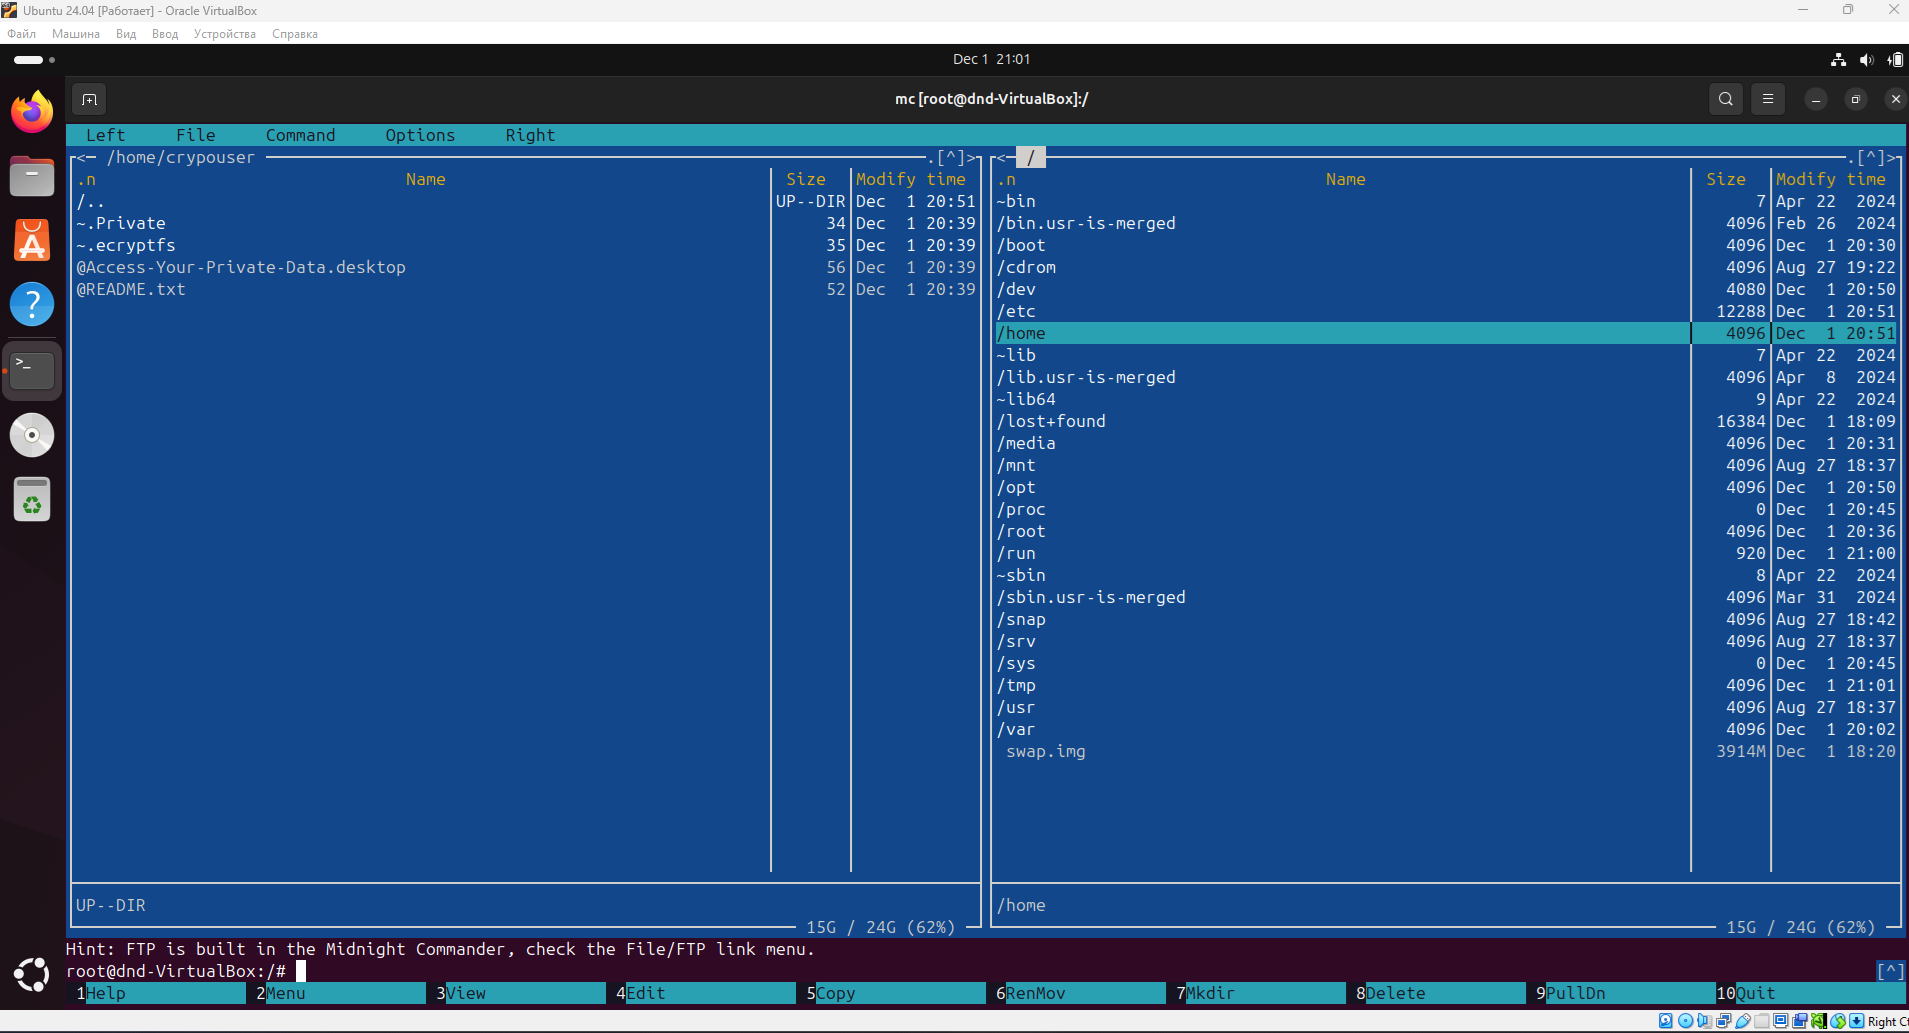 Ubuntu 24.04 [Работает] - Oracle VirtualBox
Файл Машина Вид Ввод Устройства Справка
Dec 1 21:01
mc [root@dnd-VirtualBox]:/
Left File Command Options Right
<─ /home/crypouser .[^]>
.n Name Size Modify time
/.. UP--DIR Dec 1 20:51
~.Private 34 Dec 1 20:39
~.ecryptfs 35 Dec 1 20:39
@Access-Your-Private-Data.desktop 56 Dec 1 20:39
@README.txt 52 Dec 1 20:39
UP--DIR
15G / 24G (62%)
<─ / .[^]>
.n Name Size Modify time
~bin 7 Apr 22 2024
/bin.usr-is-merged 4096 Feb 26 2024
/boot 4096 Dec 1 20:30
/cdrom 4096 Aug 27 19:22
/dev 4080 Dec 1 20:50
/etc 12288 Dec 1 20:51
/home 4096 Dec 1 20:51
~lib 7 Apr 22 2024
/lib.usr-is-merged 4096 Apr 8 2024
~lib64 9 Apr 22 2024
/lost+found 16384 Dec 1 18:09
/media 4096 Dec 1 20:31
/mnt 4096 Aug 27 18:37
/opt 4096 Dec 1 20:50
/proc 0 Dec 1 20:45
/root 4096 Dec 1 20:36
/run 920 Dec 1 21:00
~sbin 8 Apr 22 2024
/sbin.usr-is-merged 4096 Mar 31 2024
/snap 4096 Aug 27 18:42
/srv 4096 Aug 27 18:37
/sys 0 Dec 1 20:45
/tmp 4096 Dec 1 21:01
/usr 4096 Aug 27 18:37
/var 4096 Dec 1 20:02
swap.img 3914M Dec 1 18:20
/home
15G / 24G (62%)
Hint: FTP is built in the Midnight Commander, check the File/FTP link menu.
root@dnd-VirtualBox:/# [^]
1Help 2Menu 3View 4Edit 5Copy 6RenMov 7Mkdir 8Delete 9PullDn 10Quit
Right Ct